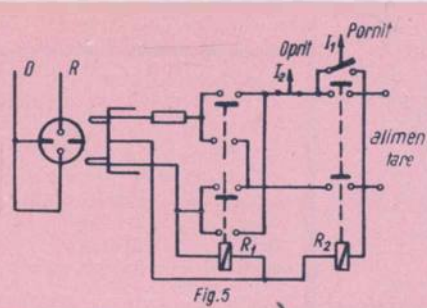 O R
Oprit
I₂
I₁
Pornit
alimen
tare
R₁
R₂
Fig.5